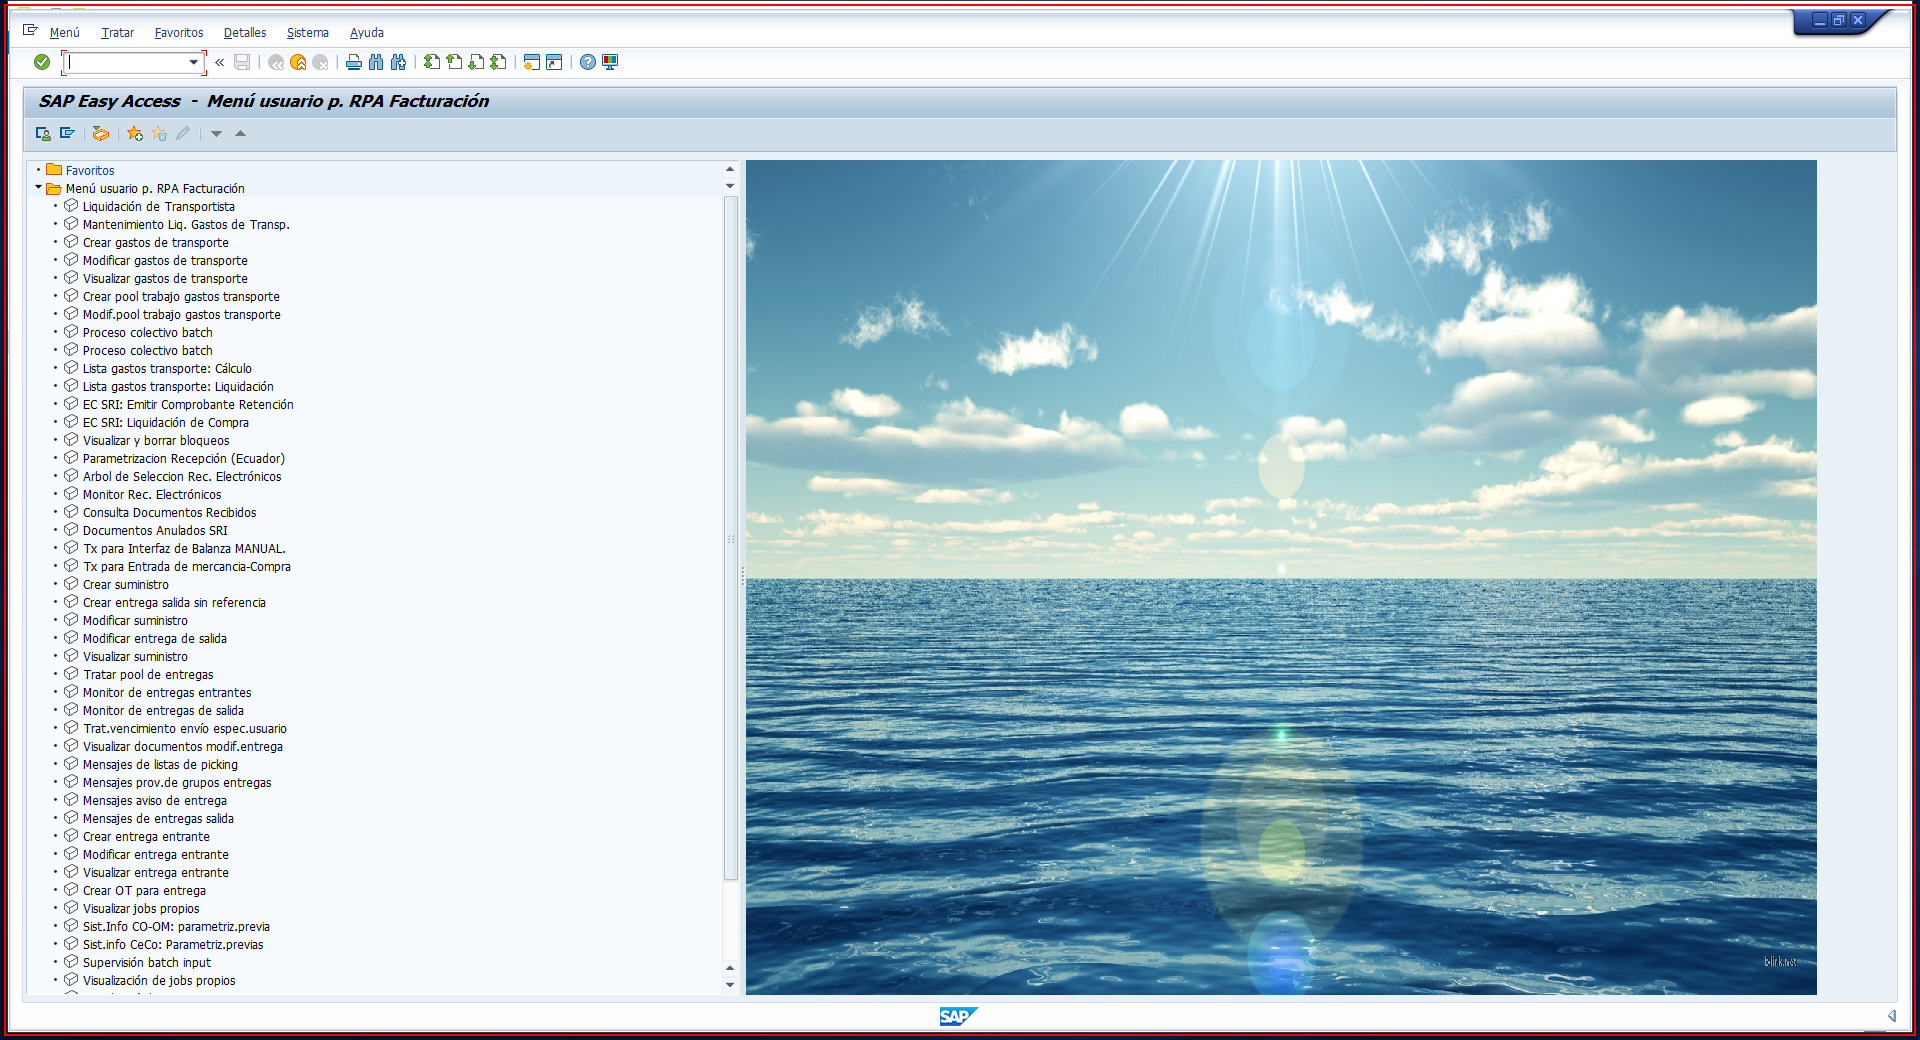 Menú Tratar Favoritos Detalles Sistema Ayuda
SAP Easy Access - Menú usuario p. RPA Facturación
Favoritos
Menú usuario p. RPA Facturación
Liquidación de Transportista
Mantenimiento Liq. Gastos de Transp.
Crear gastos de transporte
Modificar gastos de transporte
Visualizar gastos de transporte
Crear pool trabajo gastos transporte
Modif.pool trabajo gastos transporte
Proceso colectivo batch
Proceso colectivo batch
Lista gastos transporte: Cálculo
Lista gastos transporte: Liquidación
EC SRI: Emitir Comprobante Retención
EC SRI: Liquidación de Compra
Visualizar y borrar bloqueos
Parametrizacion Recepción (Ecuador)
Arbol de Seleccion Rec. Electrónicos
Monitor Rec. Electrónicos
Consulta Documentos Recibidos
Documentos Anulados SRI
Tx para Interfaz de Balanza MANUAL.
Tx para Entrada de mercancia-Compra
Crear suministro
Crear entrega salida sin referencia
Modificar suministro
Modificar entrega de salida
Visualizar suministro
Tratar pool de entregas
Monitor de entregas entrantes
Monitor de entregas de salida
Trat.vencimiento envío espec.usuario
Visualizar documentos modif.entrega
Mensajes de listas de picking
Mensajes prov.de grupos entregas
Mensajes aviso de entrega
Mensajes de entregas salida
Crear entrega entrante
Modificar entrega entrante
Visualizar entrega entrante
Crear OT para entrega
Visualizar jobs propios
Sist.Info CO-OM: parametriz.previa
Sist.info CeCo: Parametriz.previas
Supervisión batch input
Visualización de jobs propios
blirk.net
SAP